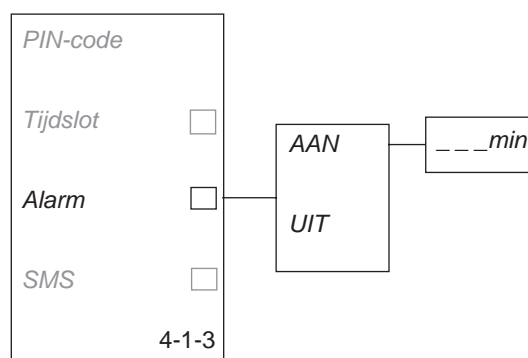 PIN-code
Tijdslot
Alarm
SMS
4-1-3
AAN
UIT
_ _ _min